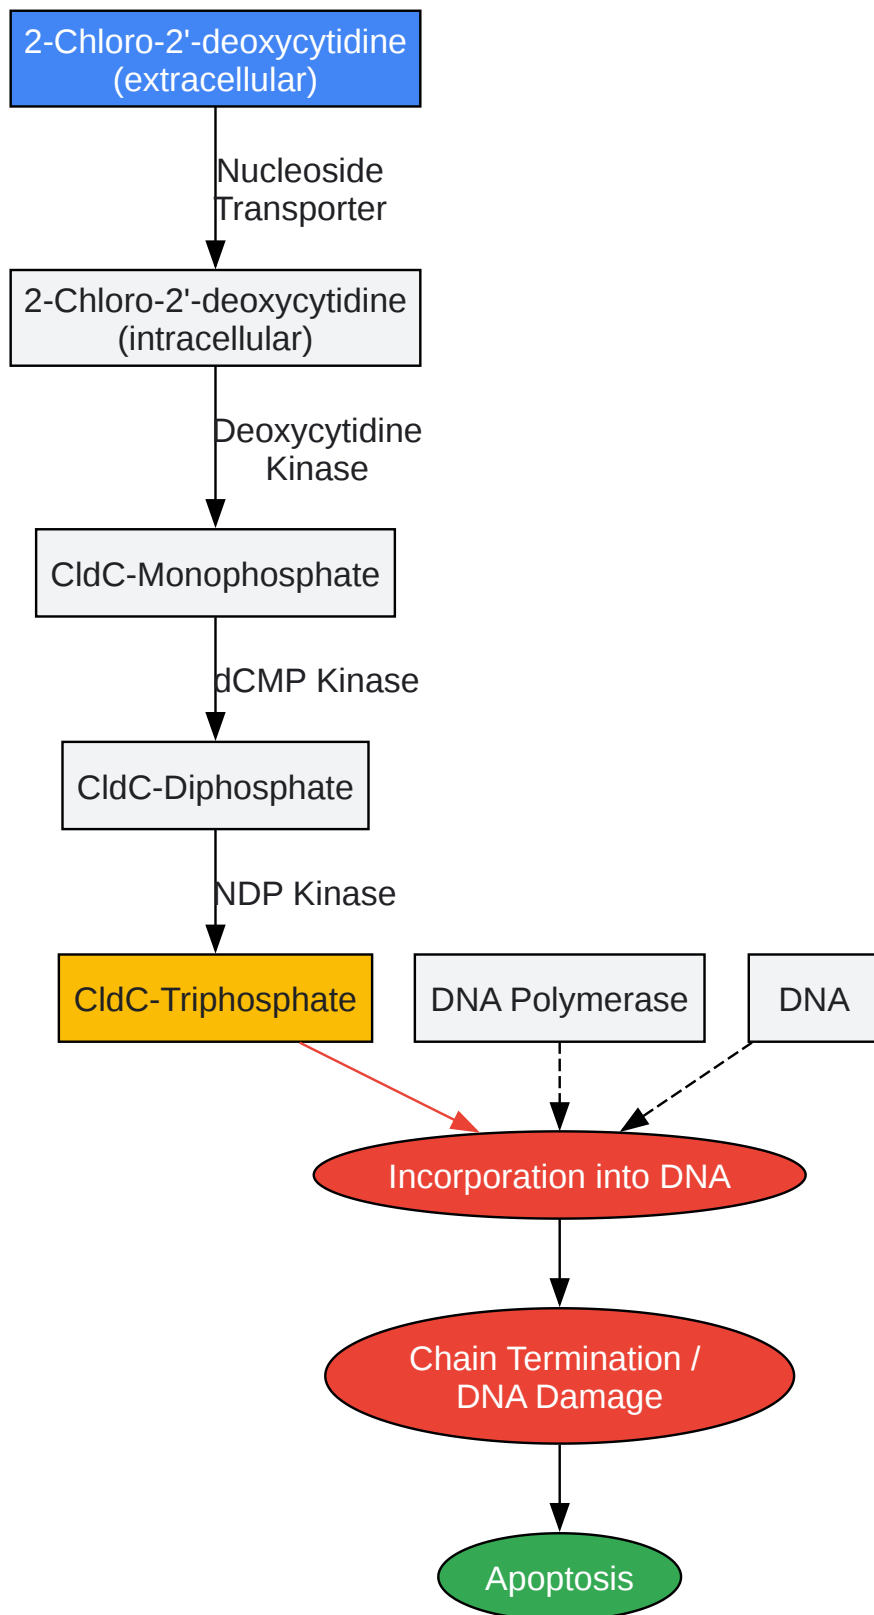 2-Chloro-2'-deoxycytidine
(extracellular)
Nucleoside
Transporter
2-Chloro-2'-deoxycytidine
(intracellular)
Deoxycytidine
Kinase
CldC-Monophosphate
dCMP Kinase
CldC-Diphosphate
NDP Kinase
CldC-Triphosphate
DNA Polymerase
DNA
Incorporation into DNA
Chain Termination /
DNA Damage
Apoptosis